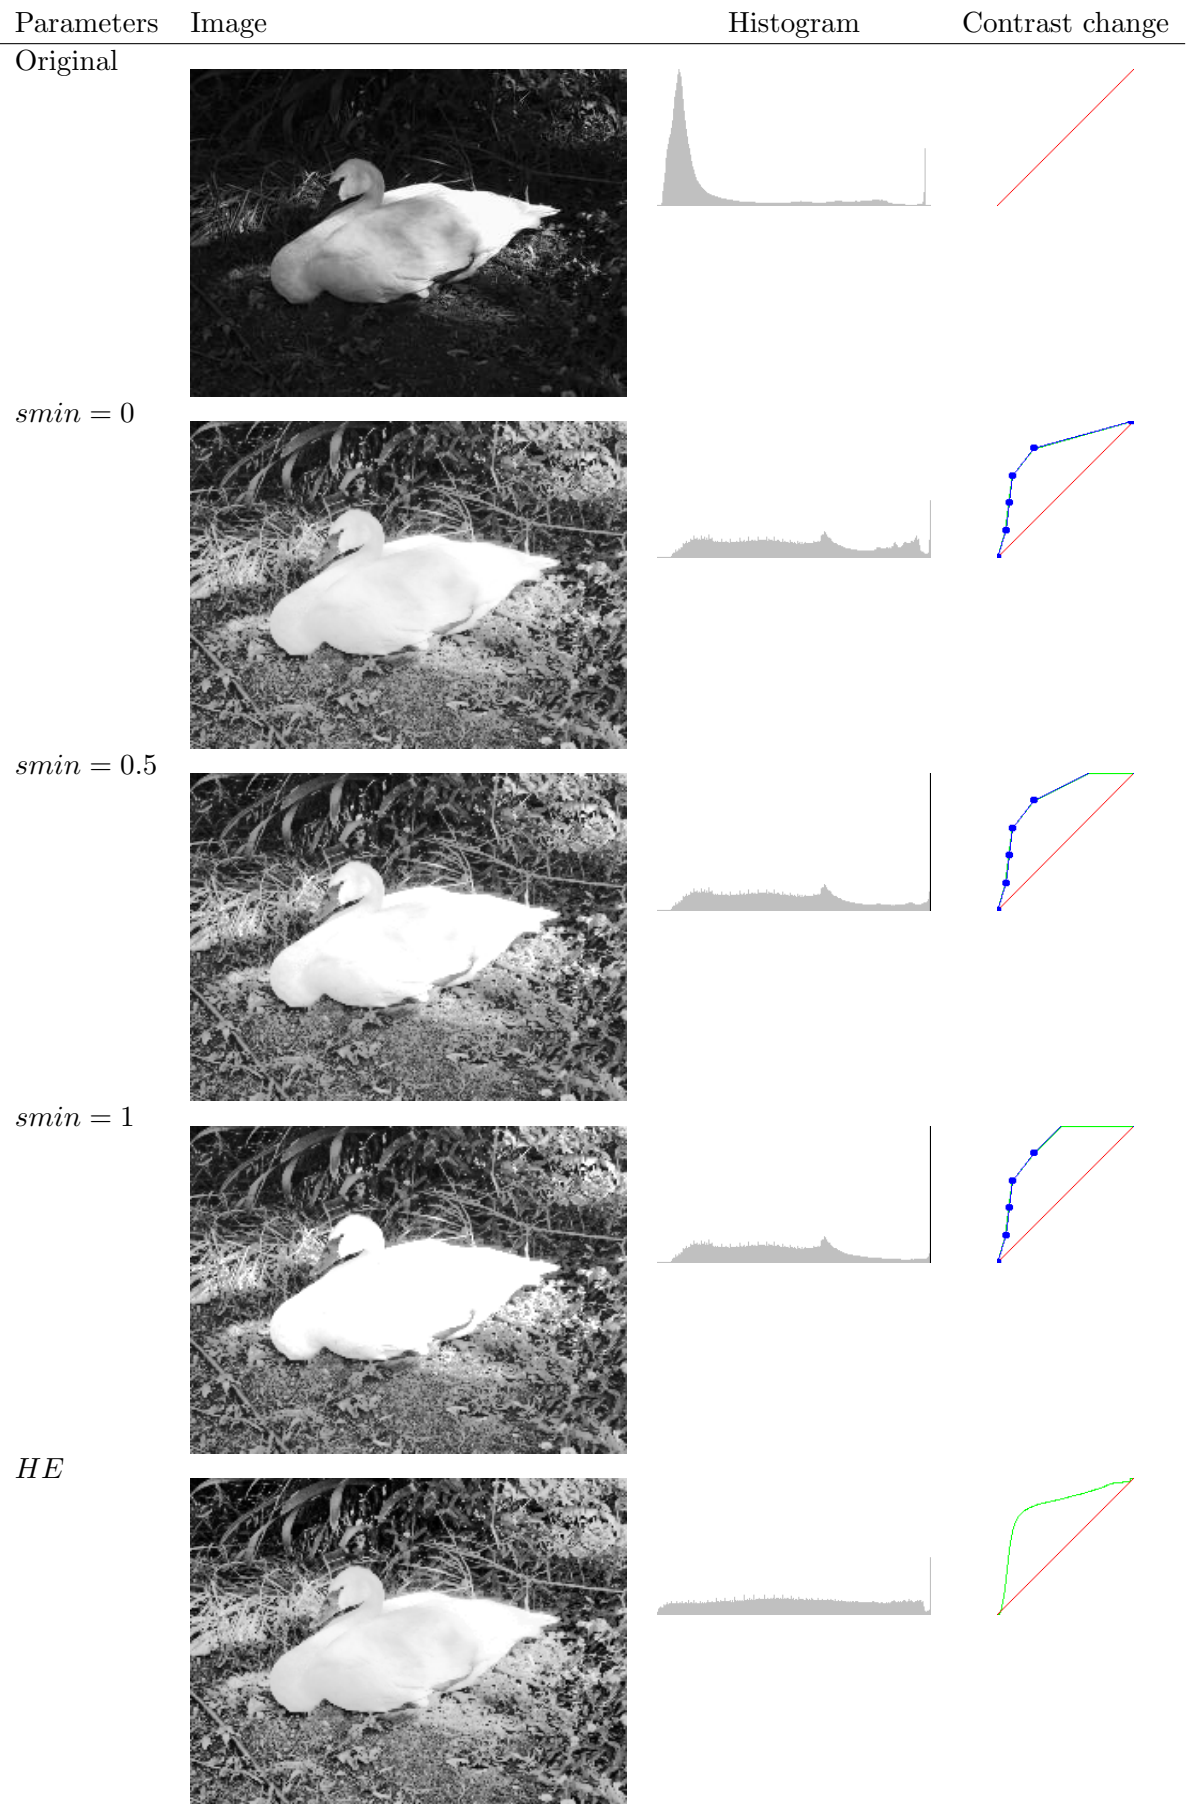 Parameters Image Histogram Contrast change
Original
smin = 0
smin = 0.5
smin = 1
HE